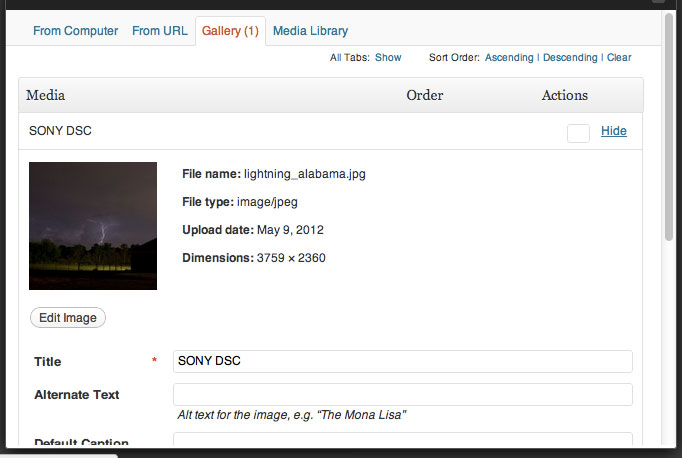 From Computer From URL Gallery (1) Media Library
All Tabs: Show Sort Order: Ascending | Descending | Clear
Media Order Actions
SONY DSC Hide
File name: lightning_alabama.jpg
File type: image/jpeg
Upload date: May 9, 2012
Dimensions: 3759 × 2360
Edit Image
Title * SONY DSC
Alternate Text
Alt text for the image, e.g. “The Mona Lisa”
Default Caption